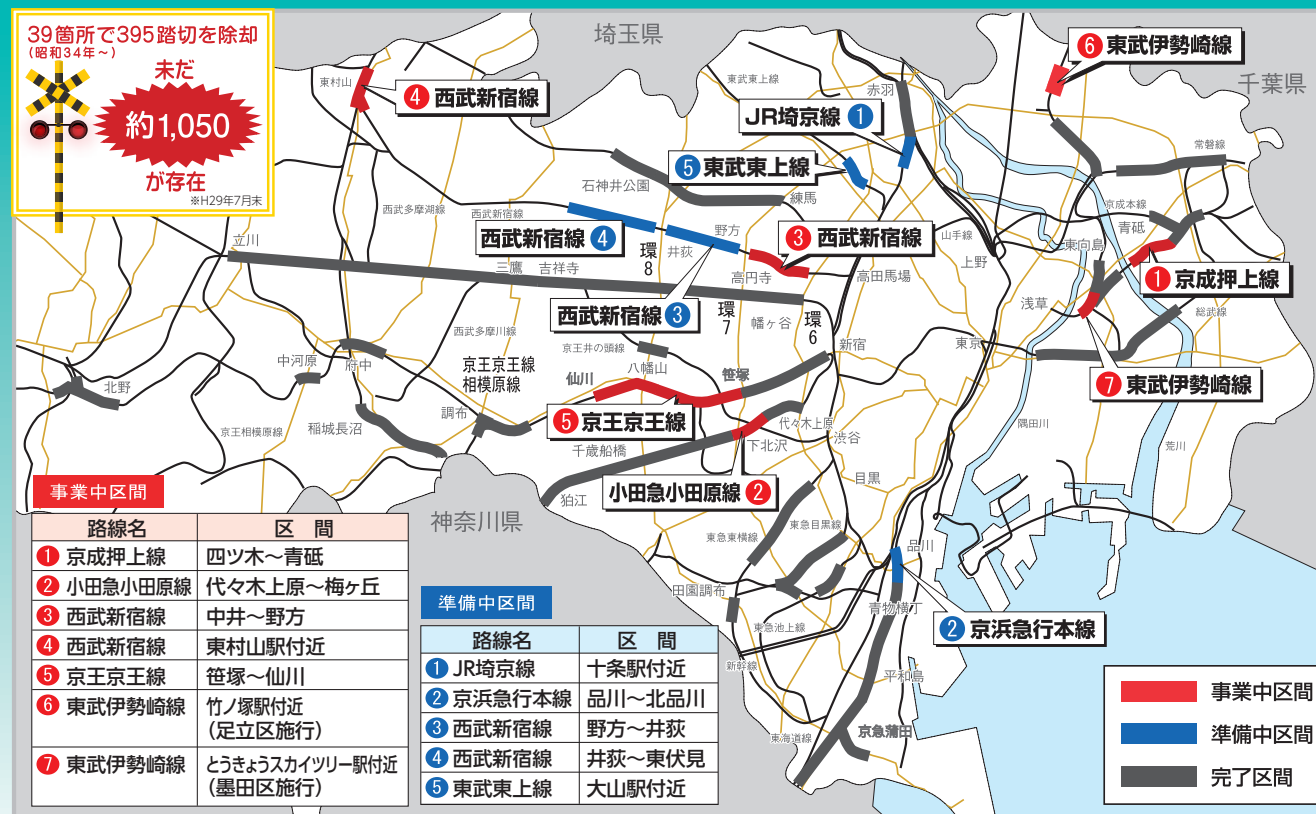 39箇所で395踏切を除却
(昭和34年～)
未だ
約1,050
が存在
※H29年7月末
埼玉県
千葉県
神奈川県
東村山
④ 西武新宿線
東武東上線
赤羽
JR埼京線 ①
⑥ 東武伊勢崎線
常磐線
⑤ 東武東上線
石神井公園
練馬
西武多摩湖線
西武新宿線
西武新宿線 ④
環8
井荻
野方
③ 西武新宿線
高円寺
高田馬場
山手線
上野
京成本線
青砥
東向島
① 京成押上線
浅草
総武線
立川
三鷹
吉祥寺
西武新宿線 ③
環7
幡ヶ谷
環6
新宿
東京
⑦ 東武伊勢崎線
西武多摩川線
京王井の頭線
八幡山
中河原
府中
京王京王線
相模原線
仙川
笹塚
北野
京王相模原線
稲城長沼
調布
⑤ 京王京王線
代々木上原
渋谷
千歳船橋
下北沢
隅田川
荒川
狛江
小田急小田原線 ②
目黒
東急東横線
東急目黒線
品川
田園調布
青物横丁
東急池上線
② 京浜急行本線
新幹線
平和島
東海道線
京急蒲田
事業中区間
路線名 区　間
① 京成押上線 四ツ木～青砥
② 小田急小田原線 代々木上原～梅ヶ丘
③ 西武新宿線 中井～野方
④ 西武新宿線 東村山駅付近
⑤ 京王京王線 笹塚～仙川
⑥ 東武伊勢崎線 竹ノ塚駅付近
(足立区施行)
⑦ 東武伊勢崎線 とうきょうスカイツリー駅付近
(墨田区施行)
準備中区間
路線名 区　間
① JR埼京線 十条駅付近
② 京浜急行本線 品川～北品川
③ 西武新宿線 野方～井荻
④ 西武新宿線 井荻～東伏見
⑤ 東武東上線 大山駅付近
事業中区間
準備中区間
完了区間